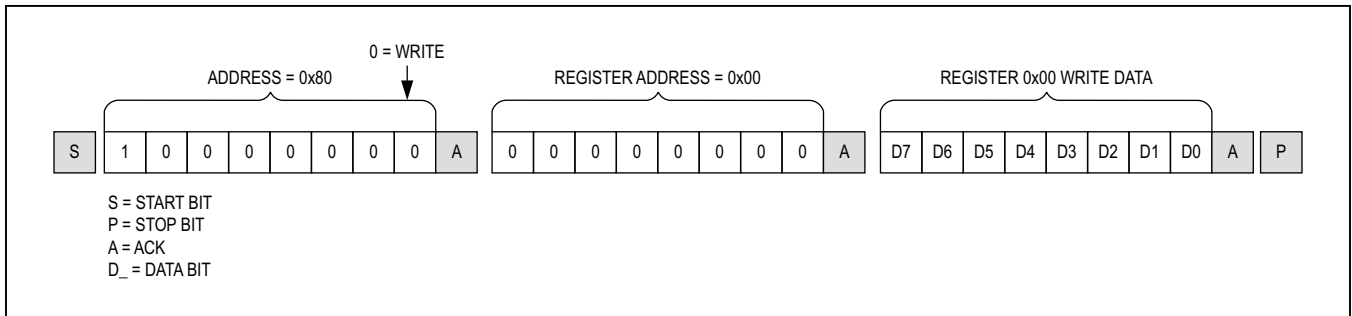 0 = WRITE
ADDRESS = 0x80 REGISTER ADDRESS = 0x00 REGISTER 0x00 WRITE DATA
S 1 0 0 0 0 0 0 0 A 0 0 0 0 0 0 0 0 A D7 D6 D5 D4 D3 D2 D1 D0 A P
S = START BIT
P = STOP BIT
A = ACK
D_ = DATA BIT